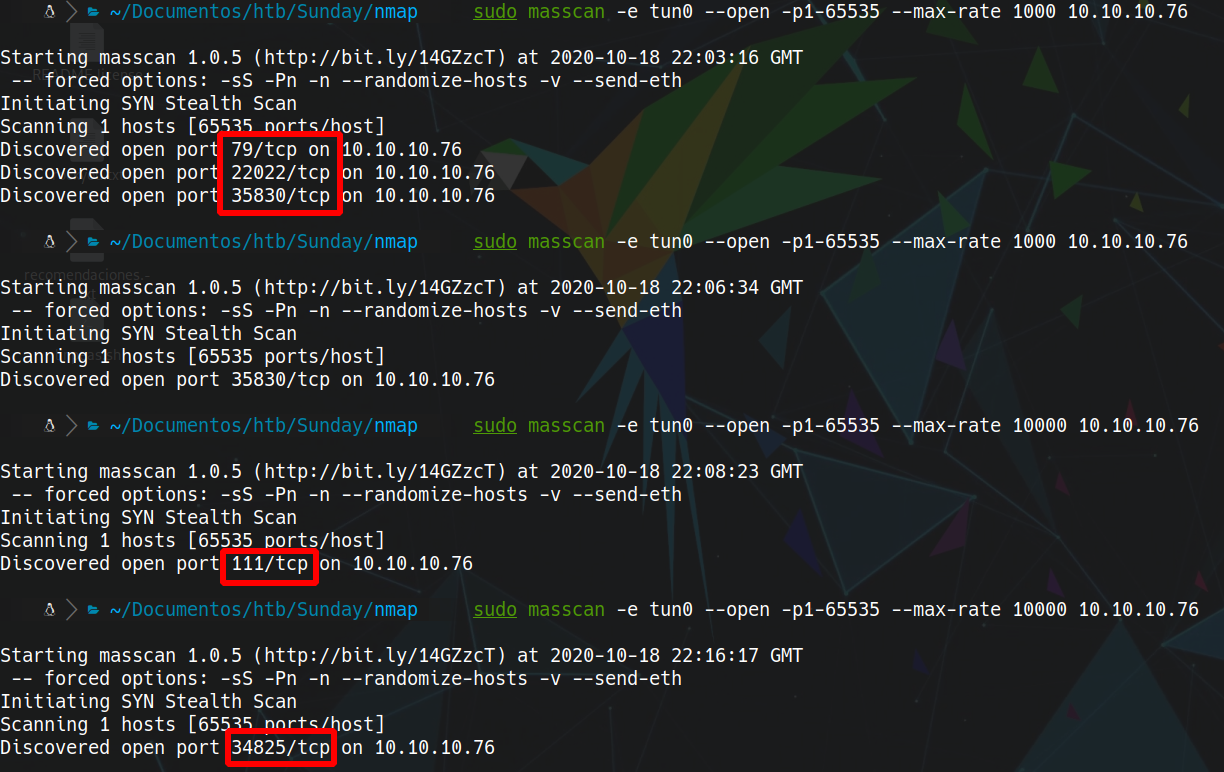 ~/Documentos/htb/Sunday/nmap sudo masscan -e tun0 --open -p1-65535 --max-rate 1000 10.10.10.76
Starting masscan 1.0.5 (http://bit.ly/14GZzcT) at 2020-10-18 22:03:16 GMT
-- forced options: -sS -Pn -n --randomize-hosts -v --send-eth
Initiating SYN Stealth Scan
Scanning 1 hosts [65535 ports/host]
Discovered open port 79/tcp on 10.10.10.76
Discovered open port 22022/tcp on 10.10.10.76
Discovered open port 35830/tcp on 10.10.10.76
~/Documentos/htb/Sunday/nmap sudo masscan -e tun0 --open -p1-65535 --max-rate 1000 10.10.10.76
recomendaciones.-
Starting masscan 1.0.5 (http://bit.ly/14GZzcT) at 2020-10-18 22:06:34 GMT
-- forced options: -sS -Pn -n --randomize-hosts -v --send-eth
Initiating SYN Stealth Scan
Scanning 1 hosts [65535 ports/host]
Discovered open port 35830/tcp on 10.10.10.76
~/Documentos/htb/Sunday/nmap sudo masscan -e tun0 --open -p1-65535 --max-rate 10000 10.10.10.76
Starting masscan 1.0.5 (http://bit.ly/14GZzcT) at 2020-10-18 22:08:23 GMT
-- forced options: -sS -Pn -n --randomize-hosts -v --send-eth
Initiating SYN Stealth Scan
Scanning 1 hosts [65535 ports/host]
Discovered open port 111/tcp on 10.10.10.76
~/Documentos/htb/Sunday/nmap sudo masscan -e tun0 --open -p1-65535 --max-rate 10000 10.10.10.76
Starting masscan 1.0.5 (http://bit.ly/14GZzcT) at 2020-10-18 22:16:17 GMT
-- forced options: -sS -Pn -n --randomize-hosts -v --send-eth
Initiating SYN Stealth Scan
Scanning 1 hosts [65535 ports/host]
Discovered open port 34825/tcp on 10.10.10.76